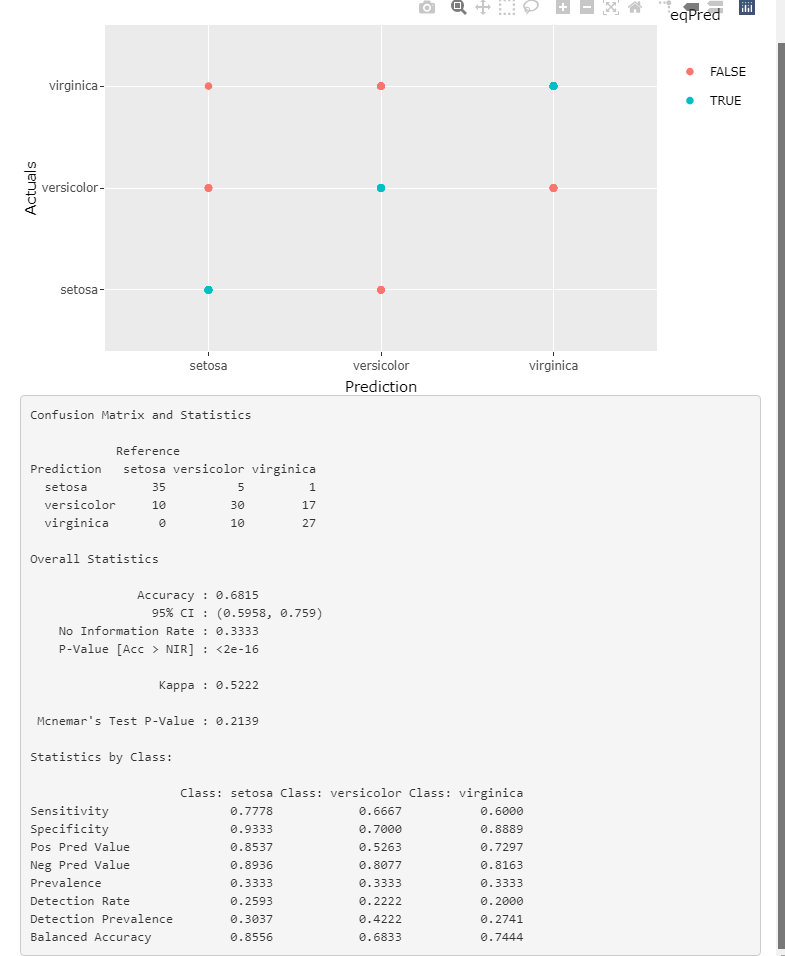 eqPred
FALSE
TRUE
virginica
versicolor
setosa
Actuals
setosa versicolor virginica
Prediction
Confusion Matrix and Statistics
Reference
Prediction setosa versicolor virginica
setosa 35 5 1
versicolor 10 30 17
virginica 0 10 27
Overall Statistics
Accuracy : 0.6815
95% CI : (0.5958, 0.759)
No Information Rate : 0.3333
P-Value [Acc > NIR] : <2e-16
Kappa : 0.5222
Mcnemar's Test P-Value : 0.2139
Statistics by Class:
Class: setosa Class: versicolor Class: virginica
Sensitivity 0.7778 0.6667 0.6000
Specificity 0.9333 0.7000 0.8889
Pos Pred Value 0.8537 0.5263 0.7297
Neg Pred Value 0.8936 0.8077 0.8163
Prevalence 0.3333 0.3333 0.3333
Detection Rate 0.2593 0.2222 0.2000
Detection Prevalence 0.3037 0.4222 0.2741
Balanced Accuracy 0.8556 0.6833 0.7444